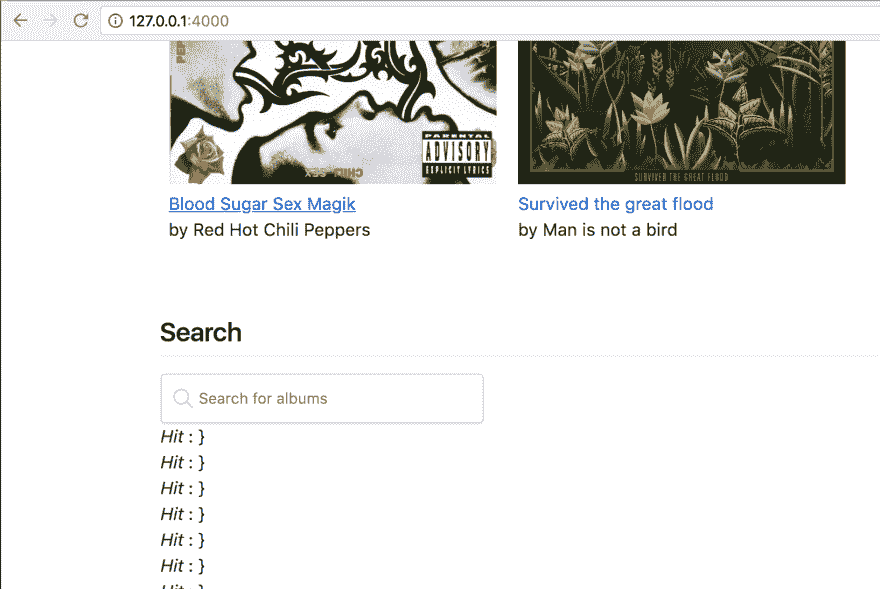 127.0.0.1:4000
PARENTAL
ADVISORY
EXPLICIT LYRICS
SURVIVED THE GREAT FLOOD
Blood Sugar Sex Magik
Survived the great flood
by Red Hot Chili Peppers
by Man is not a bird
Search
Search for albums
Hit : }
Hit : }
Hit : }
Hit : }
Hit : }
Hit : }
Hit : }